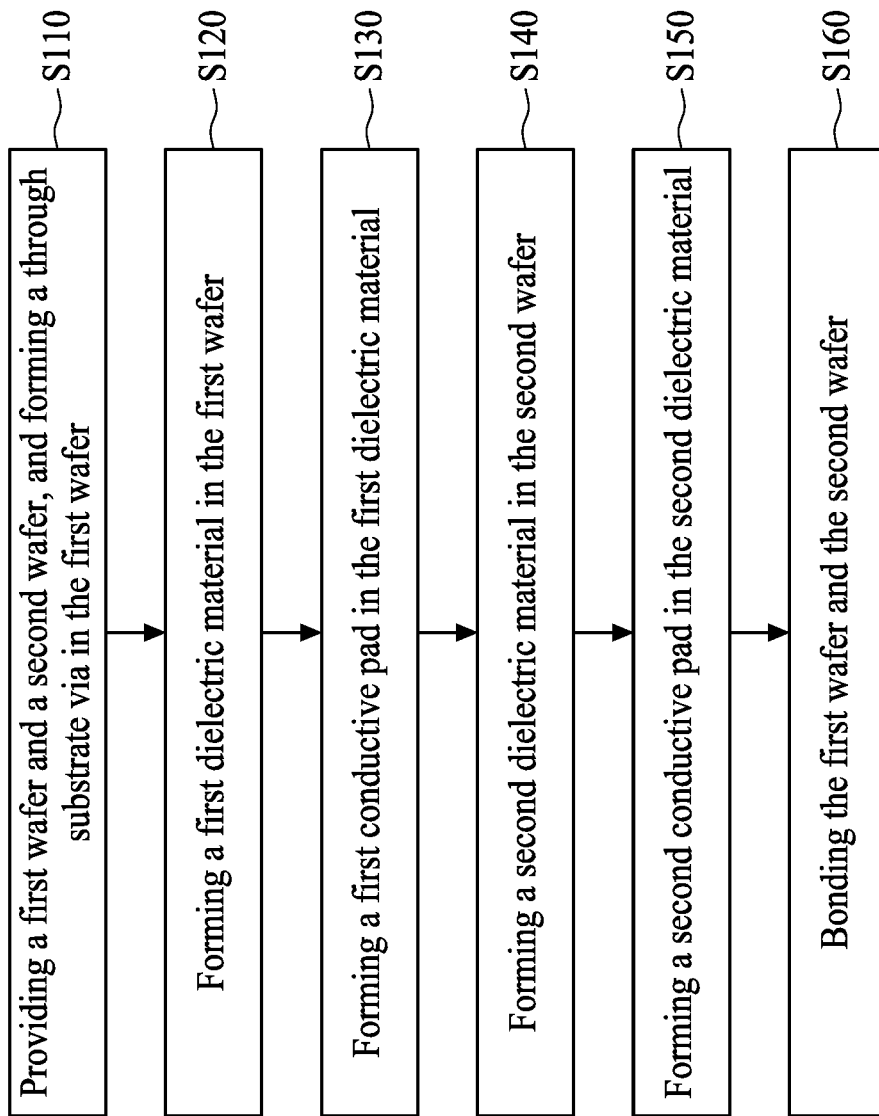 Providing a first wafer and a second wafer, and forming a through
substrate via in the first wafer
S110
Forming a first dielectric material in the first wafer
S120
Forming a first conductive pad in the first dielectric material
S130
Forming a second dielectric material in the second wafer
S140
Forming a second conductive pad in the second dielectric material
S150
Bonding the first wafer and the second wafer
S160